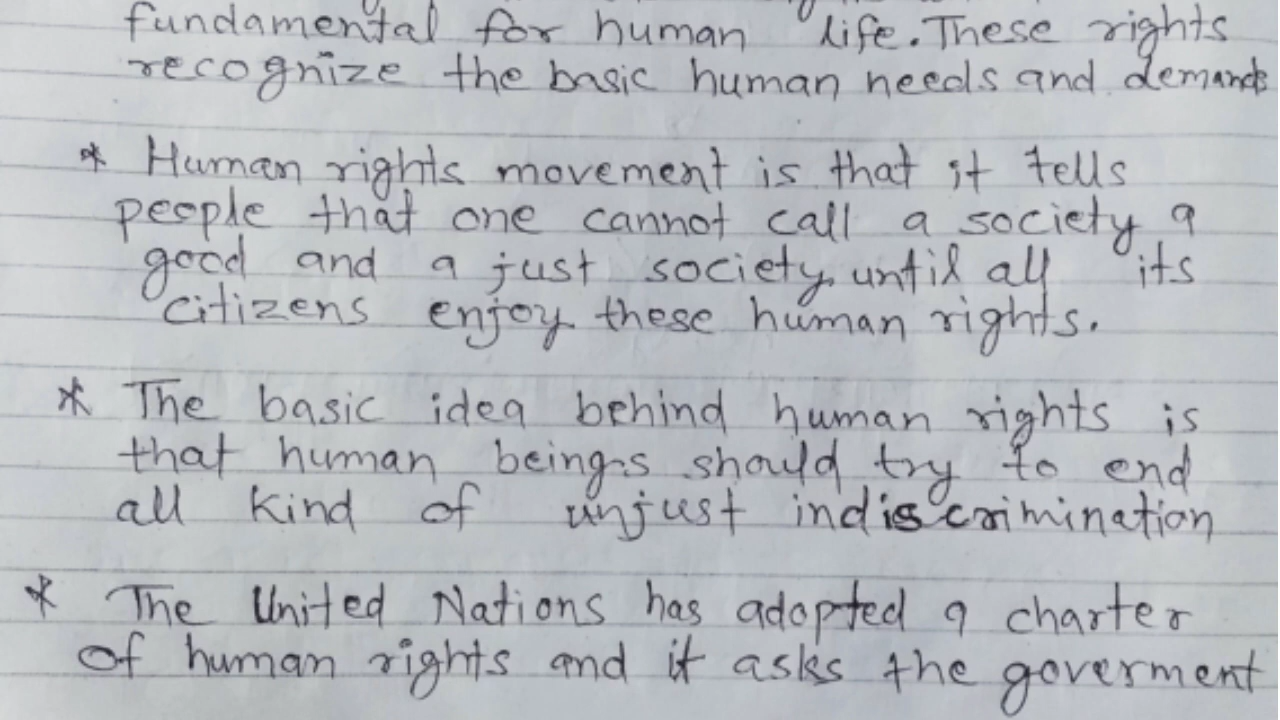 fundamental for human life. These rights
recognize the basic human needs and demands
* Human rights movement is that it tells
people that one cannot call a society a
good and a just society until all its
citizens enjoy these human rights.
* The basic idea behind human rights is
that human beings should try to end
all kind of unjust indiscrimination
* The United Nations has adopted a charter
of human rights and it asks the goverment